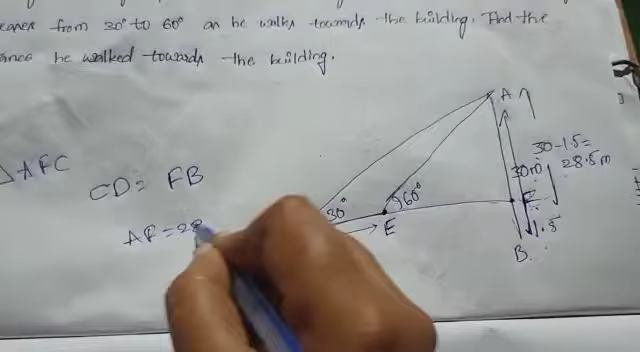 from 30° to 60° as he walks towards the building. Find the
he walked towards the building.
A
30-1.5=
28.5m
30m
△AFC
CD = FB
60°
30°
F
AF = 28
E
1.5
B